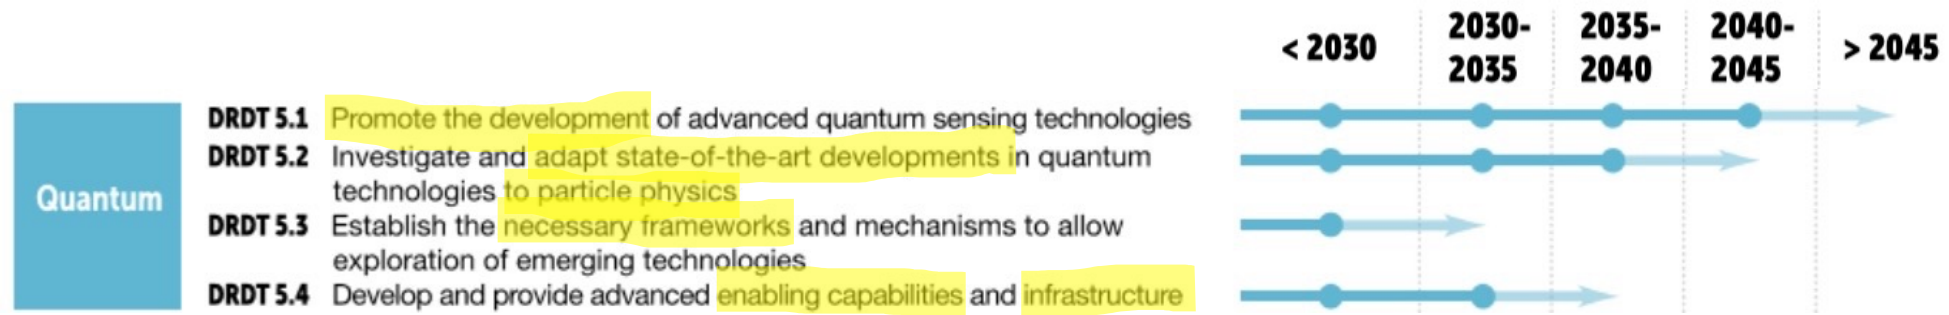 < 2030
2030-
2035
2035-
2040
2040-
2045
> 2045
Quantum
DRDT 5.1 Promote the development of advanced quantum sensing technologies
DRDT 5.2 Investigate and adapt state-of-the-art developments in quantum
technologies to particle physics
DRDT 5.3 Establish the necessary frameworks and mechanisms to allow
exploration of emerging technologies
DRDT 5.4 Develop and provide advanced enabling capabilities and infrastructure